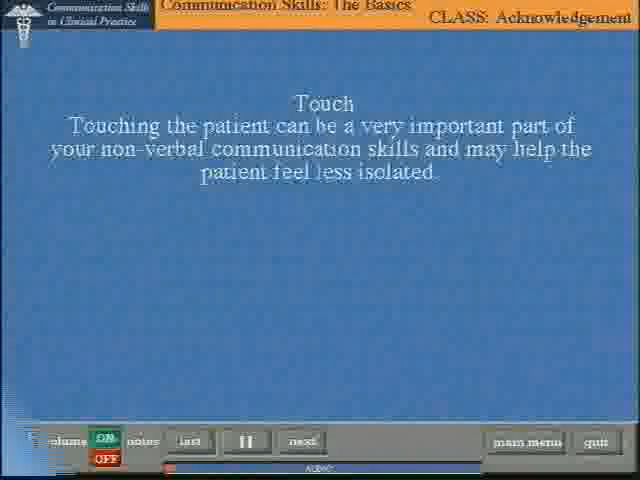 Communication Skills
in Clinical Practice
Communication Skills: The Basics
CLASS: Acknowledgement
Touch
Touching the patient can be a very important part of
your non-verbal communication skills and may help the
patient feel less isolated.
volume ON notes last next main menu quit
OFF
AUDIO